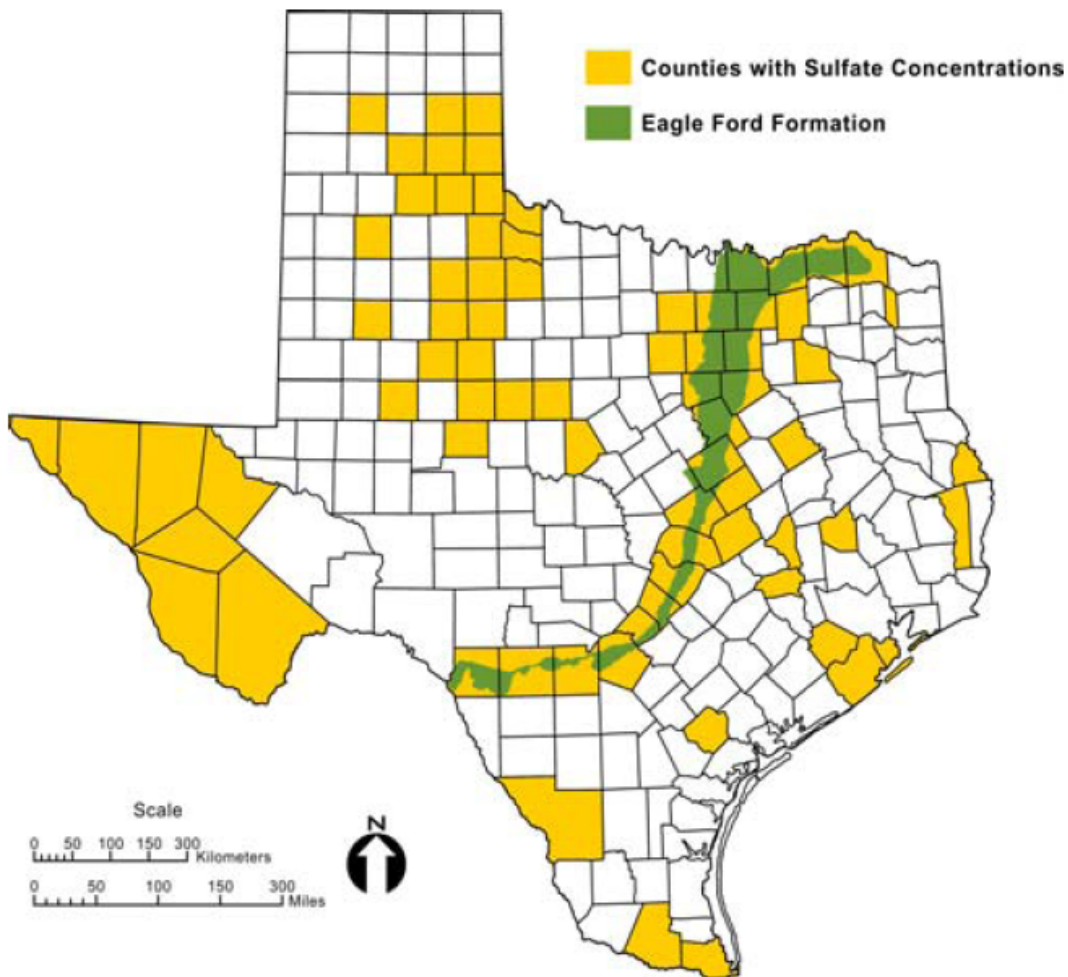 Counties with Sulfate Concentrations
Eagle Ford Formation
Scale
0 50 100 150 300
Kilometers
0 50 100 150 300
Miles
N